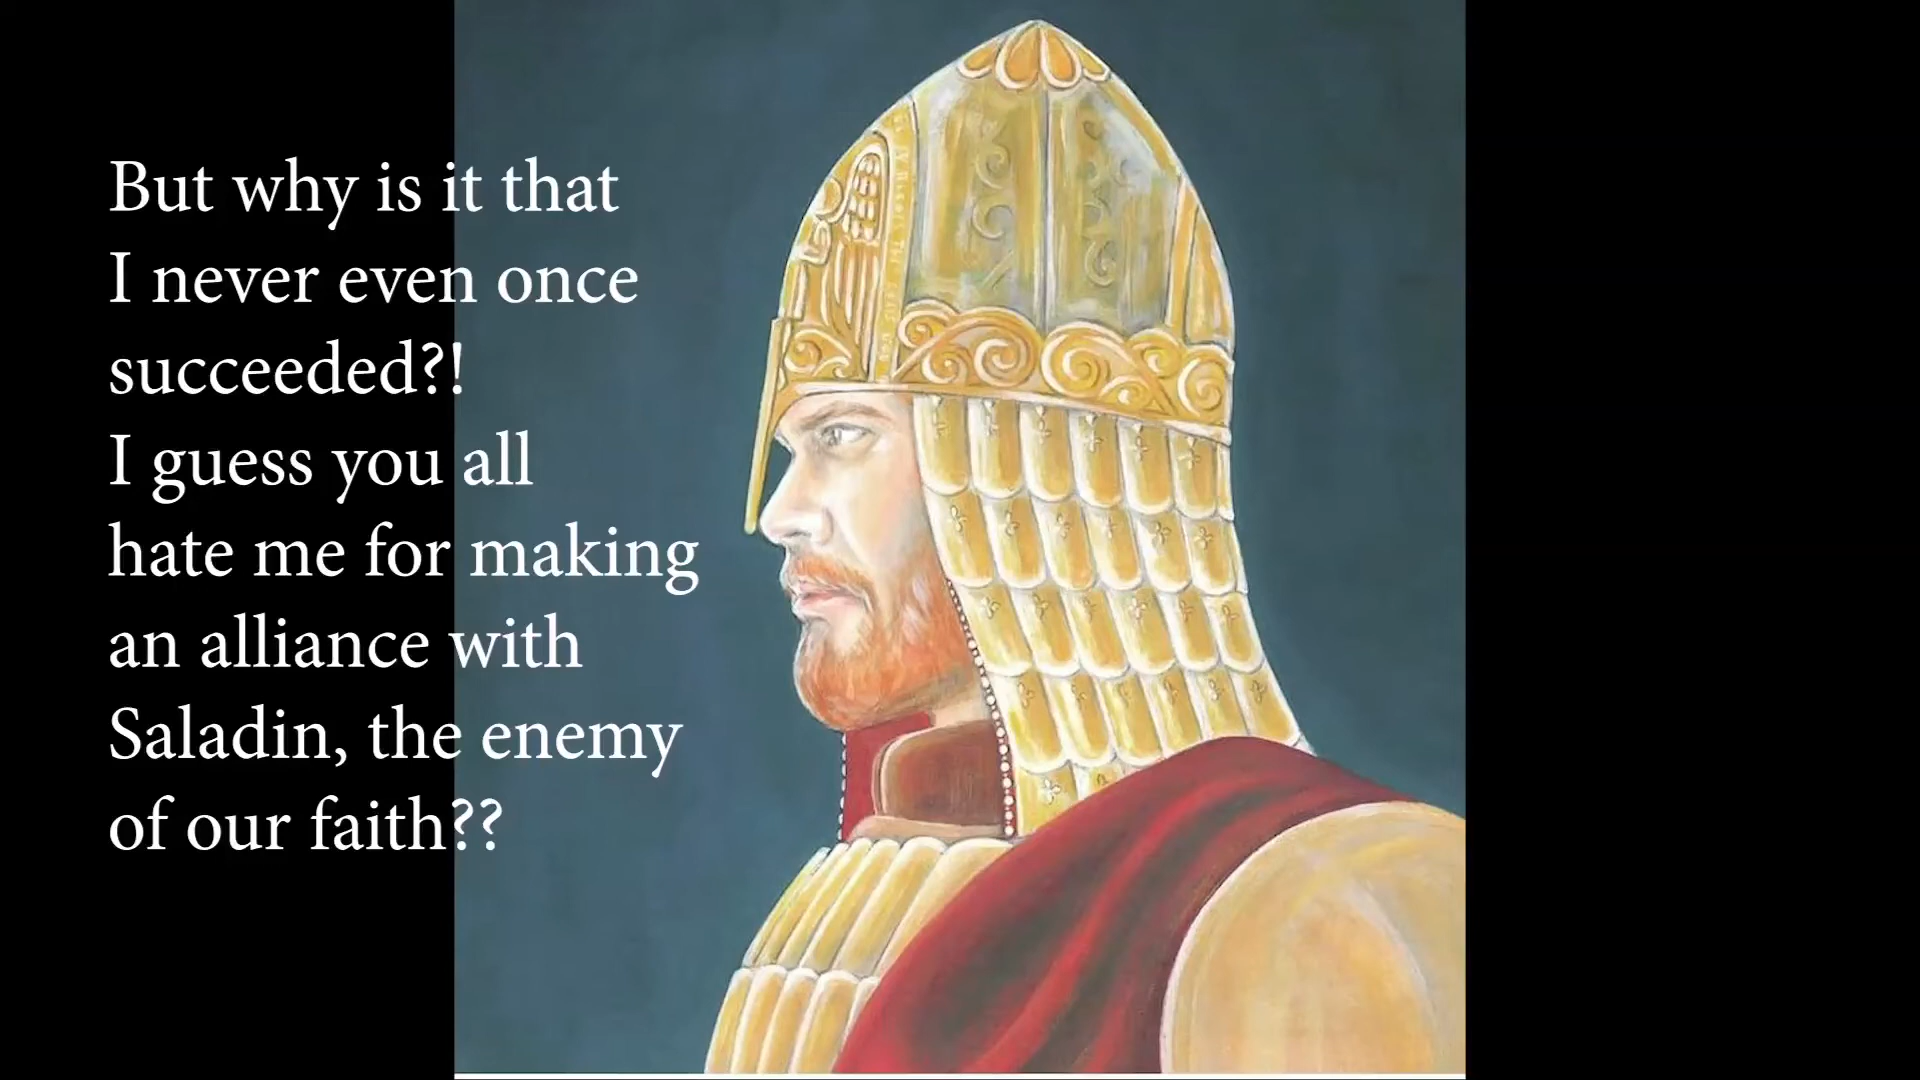 But why is it that
I never even once
succeeded?!
I guess you all
hate me for making
an alliance with
Saladin, the enemy
of our faith??